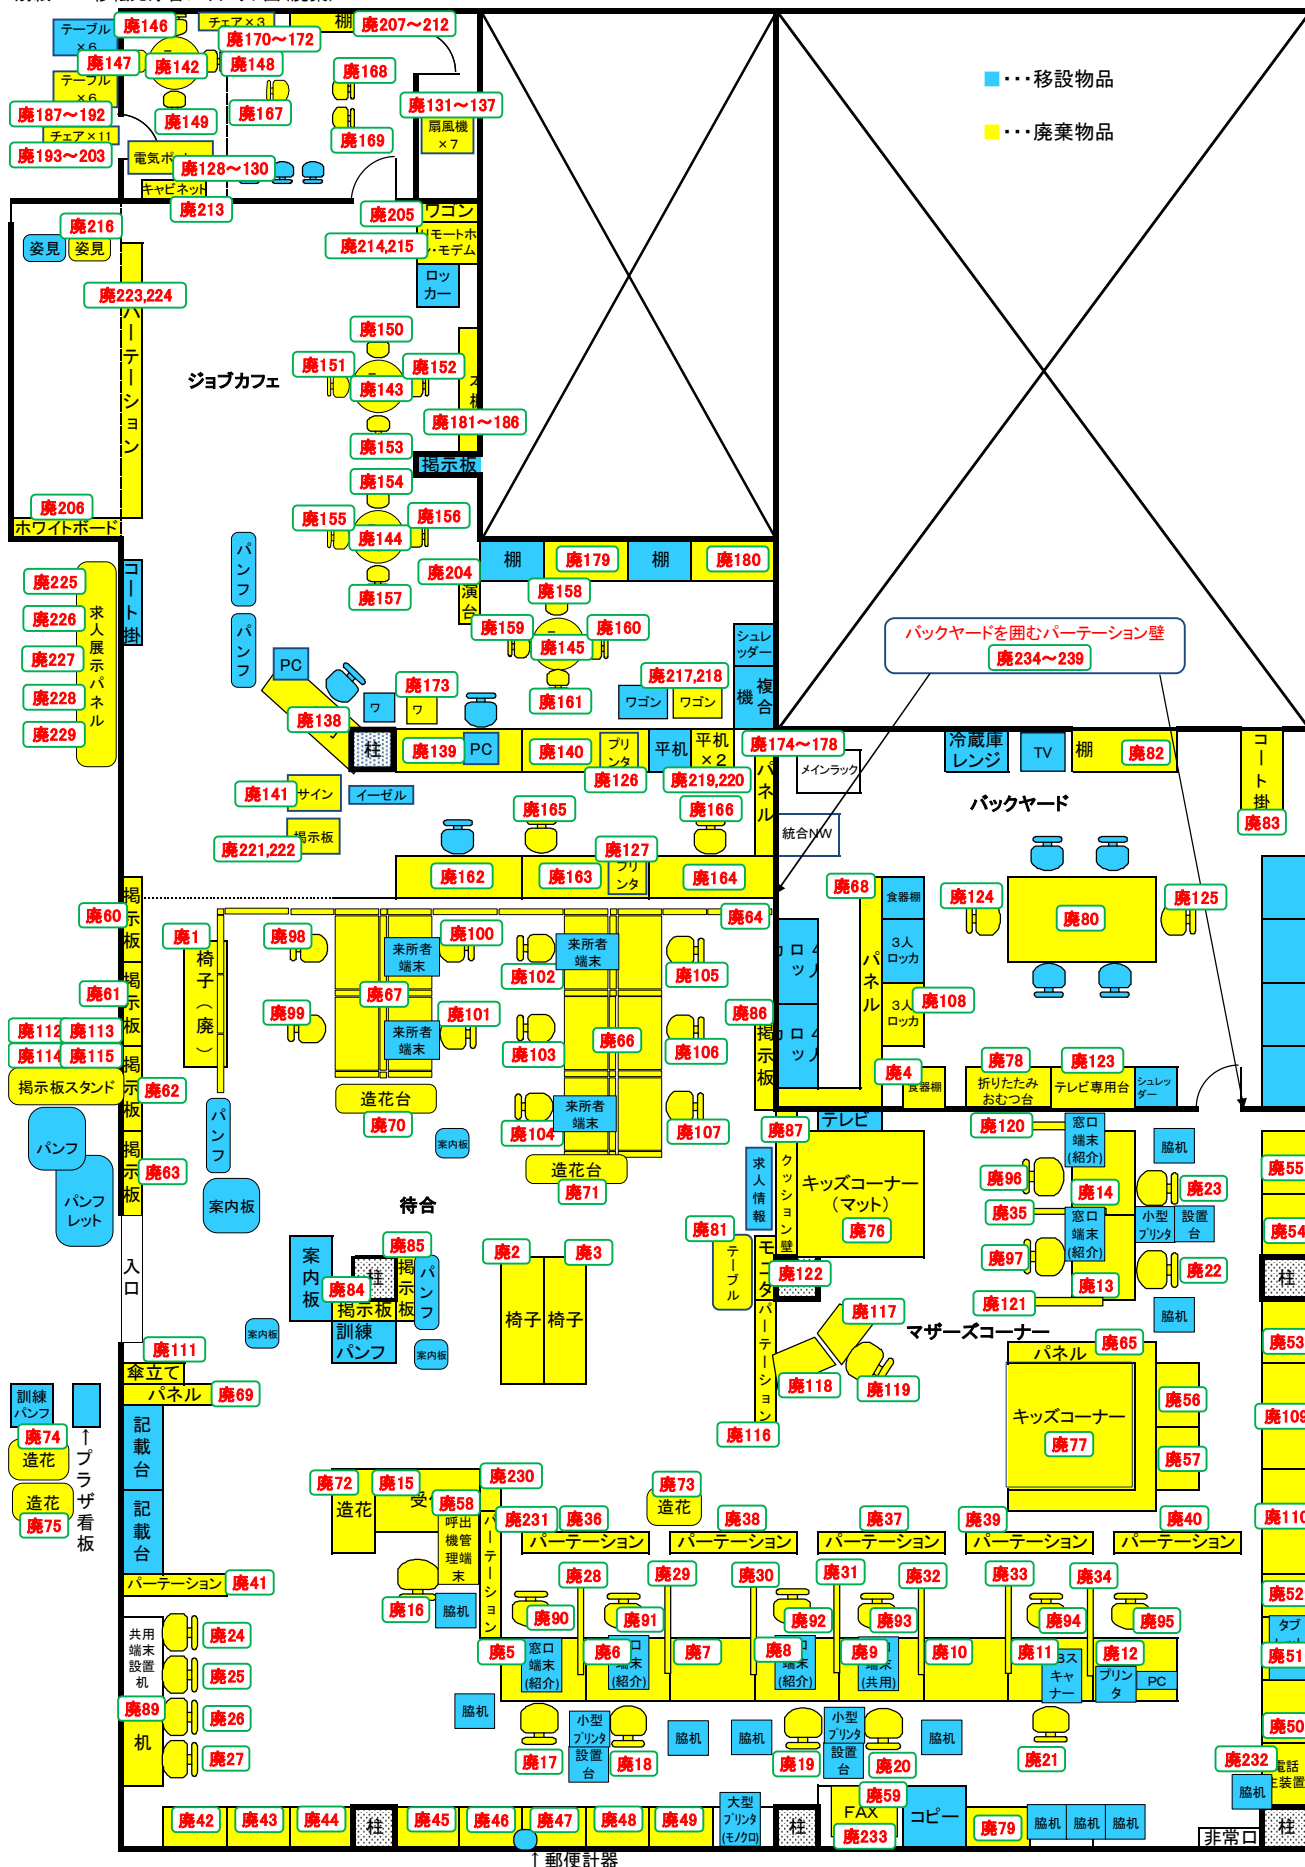 廃146
チェア×3
棚
廃207～212
テーブル
×6
廃170～172
廃147
廃142
廃148
廃168
テーブル
×6
廃187～192
廃149
廃167
廃131～137
扇風機
×7
チェア×11
廃193～203
廃169
廃128～130
キャビネット
廃213
■・・・移設物品
■・・・廃棄物品
廃205
ワゴン
廃216
姿見
姿見
廃214,215
ロッ
カー
廃223,224
パーテーション
ジョブカフェ
廃150
廃151
廃152
廃143
廃181～186
廃153
掲示板
廃154
廃155
廃156
廃144
廃157
廃206
ホワイトボード
パンフ
パンフ
コート掛
廃225
廃226
廃227
廃228
廃229
求人展示パネル
棚
廃179
棚
廃180
廃204
演台
廃158
廃159
廃160
廃145
廃161
シュレ
ッダー
複合機
廃217,218
ワゴン
ワゴン
バックヤードを囲むパーテーション壁
廃234～239
PC
ワ
廃173
ワ
廃138
柱
廃139
PC
廃140
プリ
ンタ
廃126
平机
平机
×2
廃219,220
廃174～178
パネル
メインラック
統合NW
冷蔵庫
レンジ
TV
棚
廃82
コート掛
廃83
バックヤード
廃141
サイン
イーゼル
廃221,222
掲示板
廃165
廃166
廃127
プリ
ンタ
廃162
廃163
廃164
廃60
掲示板
廃61
掲示板
廃112
廃113
廃114
廃115
掲示板スタンド
廃62
掲示板
廃63
掲示板
廃1
椅子（廃）
廃98
廃99
廃67
来所者
端末
来所者
端末
廃100
廃101
廃102
廃103
廃104
来所者
端末
来所者
端末
廃66
廃64
廃105
廃106
廃107
廃86
掲示板
廃68
パネル
食器棚
3人
ロッカ
3人
ロッカ
廃108
廃4
食器棚
廃124
廃80
廃125
廃78
折りたたみ
おむつ台
廃123
テレビ専用台
シュレッ
ダー
造花台
廃70
造花台
廃71
案内板
パンフ
案内板
パンフ
パンフ
レット
待合
入口
廃87
クッション壁
テレビ
求人情報
キッズコーナー
（マット）
廃76
廃120
窓口
端末
(紹介)
脇机
廃96
廃14
廃23
廃35
窓口
端末
(紹介)
小型
プリンタ
設置
台
廃97
廃13
廃22
廃121
脇机
廃55
廃54
柱
廃53
廃81
テーブル
廃122
モニタ
パーテーション
廃116
廃117
廃118
廃119
マザーズコーナー
パネル
廃65
キッズコーナー
廃77
廃56
廃57
廃109
廃110
廃85
案内板
廃84
柱
掲示板
掲示板
パンフ
訓練
パンフ
案内板
案内板
廃2
廃3
椅子
椅子
廃111
傘立て
パネル
廃69
訓練
パンフ
廃74
造花
造花
廃75
↑プラザ看板
記載台
記載台
パーテーション
廃41
廃72
造花
廃15
廃58
呼出
機管
理端
末
廃230
パーテーション
廃73
造花
廃231
廃36
パーテーション
廃38
パーテーション
廃37
パーテーション
廃39
パーテーション
廃40
パーテーション
廃16
脇机
廃28
廃29
廃30
廃31
廃32
廃33
廃34
廃90
廃91
廃92
廃93
廃94
廃95
廃52
廃51
廃50
廃5
窓口
端末
(紹介)
廃6
端末
(紹介)
廃7
廃8
端末
(紹介)
廃9
端末
(共用)
廃10
廃11
廃12
プリン
タ
PC
共用
端末
設置
机
廃89
机
廃24
廃25
廃26
廃27
脇机
廃17
小型
プリンタ
設置
台
廃18
脇机
脇机
廃19
小型
プリンタ
設置
台
廃20
脇机
廃21
廃232
脇机
廃42
廃43
廃44
柱
廃45
廃46
廃47
廃48
廃49
大型
プリンタ
(モノクロ)
柱
廃59
FAX
廃233
コピー
廃79
脇机
脇机
脇机
非常口
柱
↑郵便計器